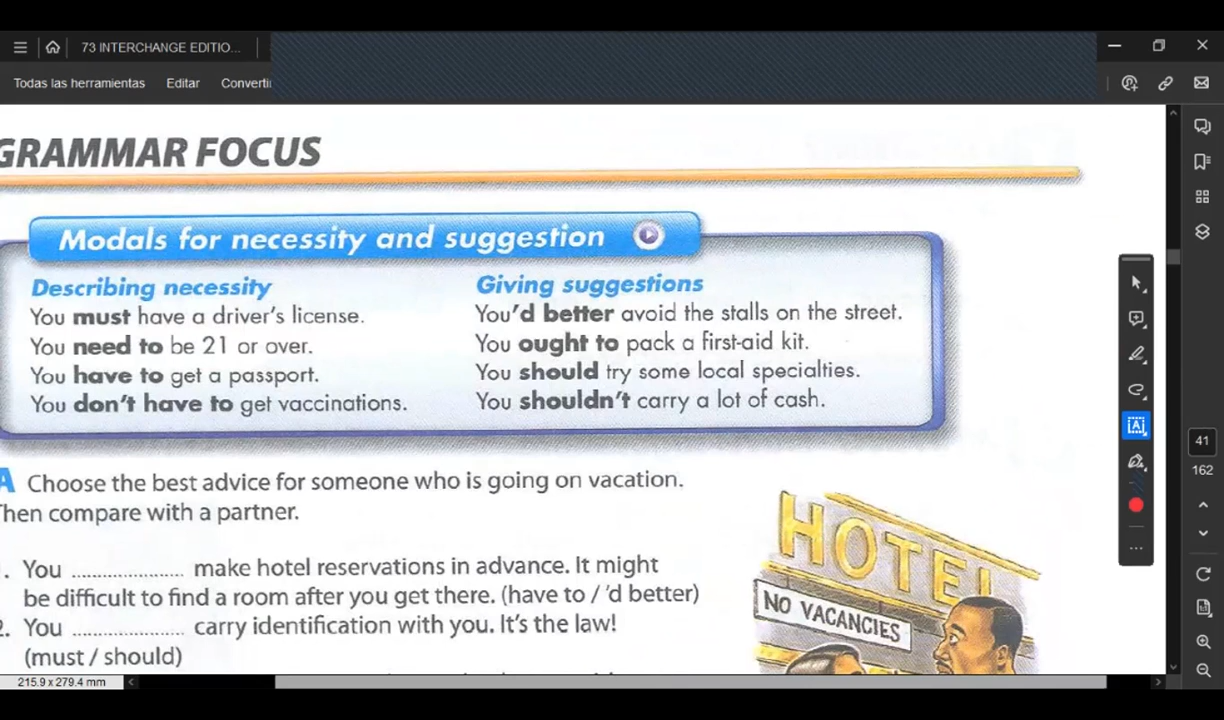 73 INTERCHANGE EDITIO...
Todas las herramientas Editar Converti
GRAMMAR FOCUS
Modals for necessity and suggestion
Describing necessity
You must have a driver's license.
You need to be 21 or over.
You have to get a passport.
You don't have to get vaccinations.
Giving suggestions
You'd better avoid the stalls on the street.
You ought to pack a first-aid kit.
You should try some local specialties.
You shouldn't carry a lot of cash.
A Choose the best advice for someone who is going on vacation.
Then compare with a partner.
1. You .................... make hotel reservations in advance. It might
be difficult to find a room after you get there. (have to / 'd better)
2. You .................... carry identification with you. It's the law!
(must / should)
HOTEL
NO VACANCIES
41
162
215.9 x 279.4 mm